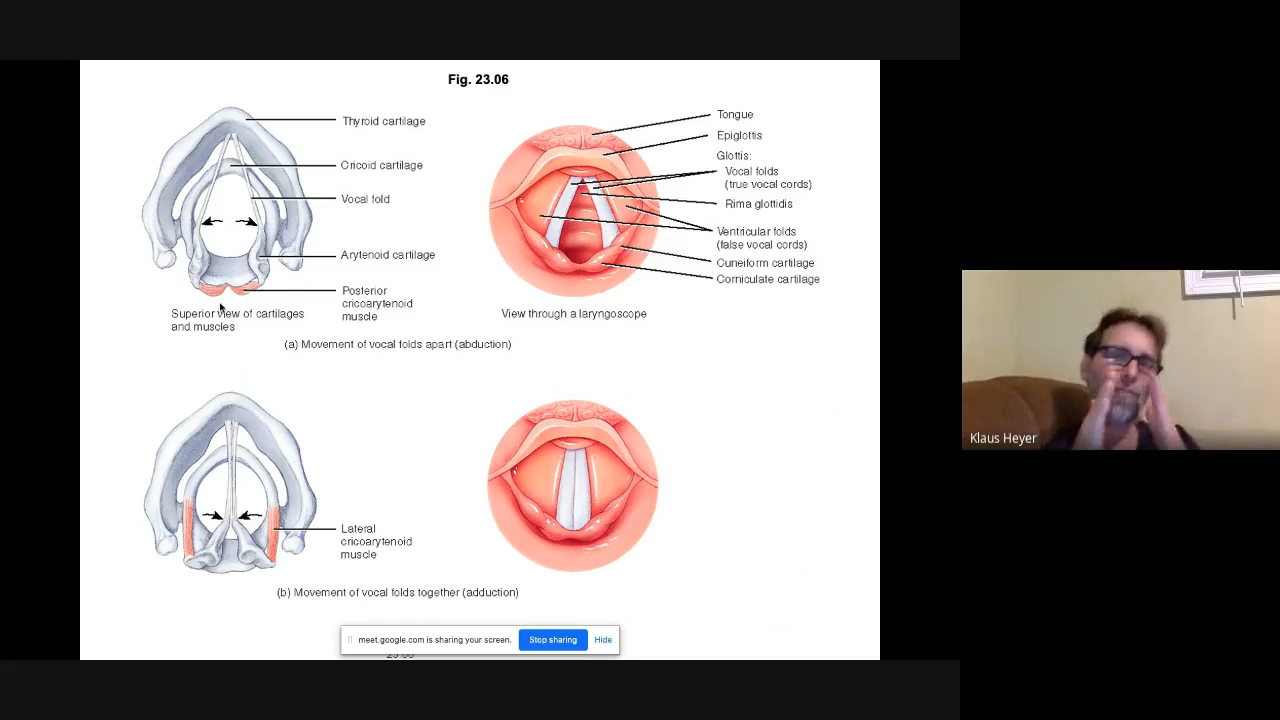 Fig. 23.06
Thyroid cartilage
Cricoid cartilage
Vocal fold
Arytenoid cartilage
Posterior
cricoarytenoid
muscle
Superior view of cartilages
and muscles
Tongue
Epiglottis
Glottis:
Vocal folds
(true vocal cords)
Rima glottidis
Ventricular folds
(false vocal cords)
Cuneiform cartilage
Corniculate cartilage
View through a laryngoscope
(a) Movement of vocal folds apart (abduction)
Lateral
cricoarytenoid
muscle
(b) Movement of vocal folds together (adduction)
meet.google.com is sharing your screen.
Stop sharing
Hide
23.06
Klaus Heyer